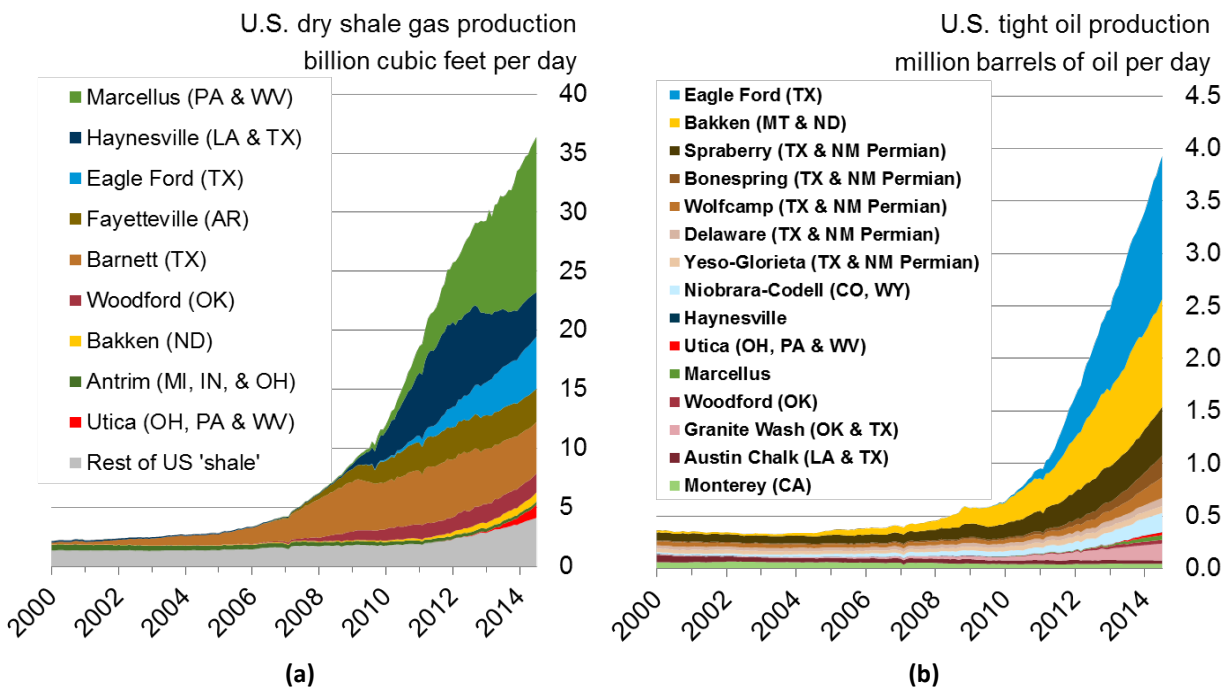 U.S. dry shale gas production
billion cubic feet per day
Marcellus (PA & WV)
Haynesville (LA & TX)
Eagle Ford (TX)
Fayetteville (AR)
Barnett (TX)
Woodford (OK)
Bakken (ND)
Antrim (MI, IN, & OH)
Utica (OH, PA & WV)
Rest of US 'shale'
40
35
30
25
20
15
10
5
0
2000
2002
2004
2006
2008
2010
2012
2014
(a)
U.S. tight oil production
million barrels of oil per day
Eagle Ford (TX)
Bakken (MT & ND)
Spraberry (TX & NM Permian)
Bonespring (TX & NM Permian)
Wolfcamp (TX & NM Permian)
Delaware (TX & NM Permian)
Yeso-Glorieta (TX & NM Permian)
Niobrara-Codell (CO, WY)
Haynesville
Utica (OH, PA & WV)
Marcellus
Woodford (OK)
Granite Wash (OK & TX)
Austin Chalk (LA & TX)
Monterey (CA)
4.5
4.0
3.5
3.0
2.5
2.0
1.5
1.0
0.5
0.0
2000
2002
2004
2006
2008
2010
2012
2014
(b)